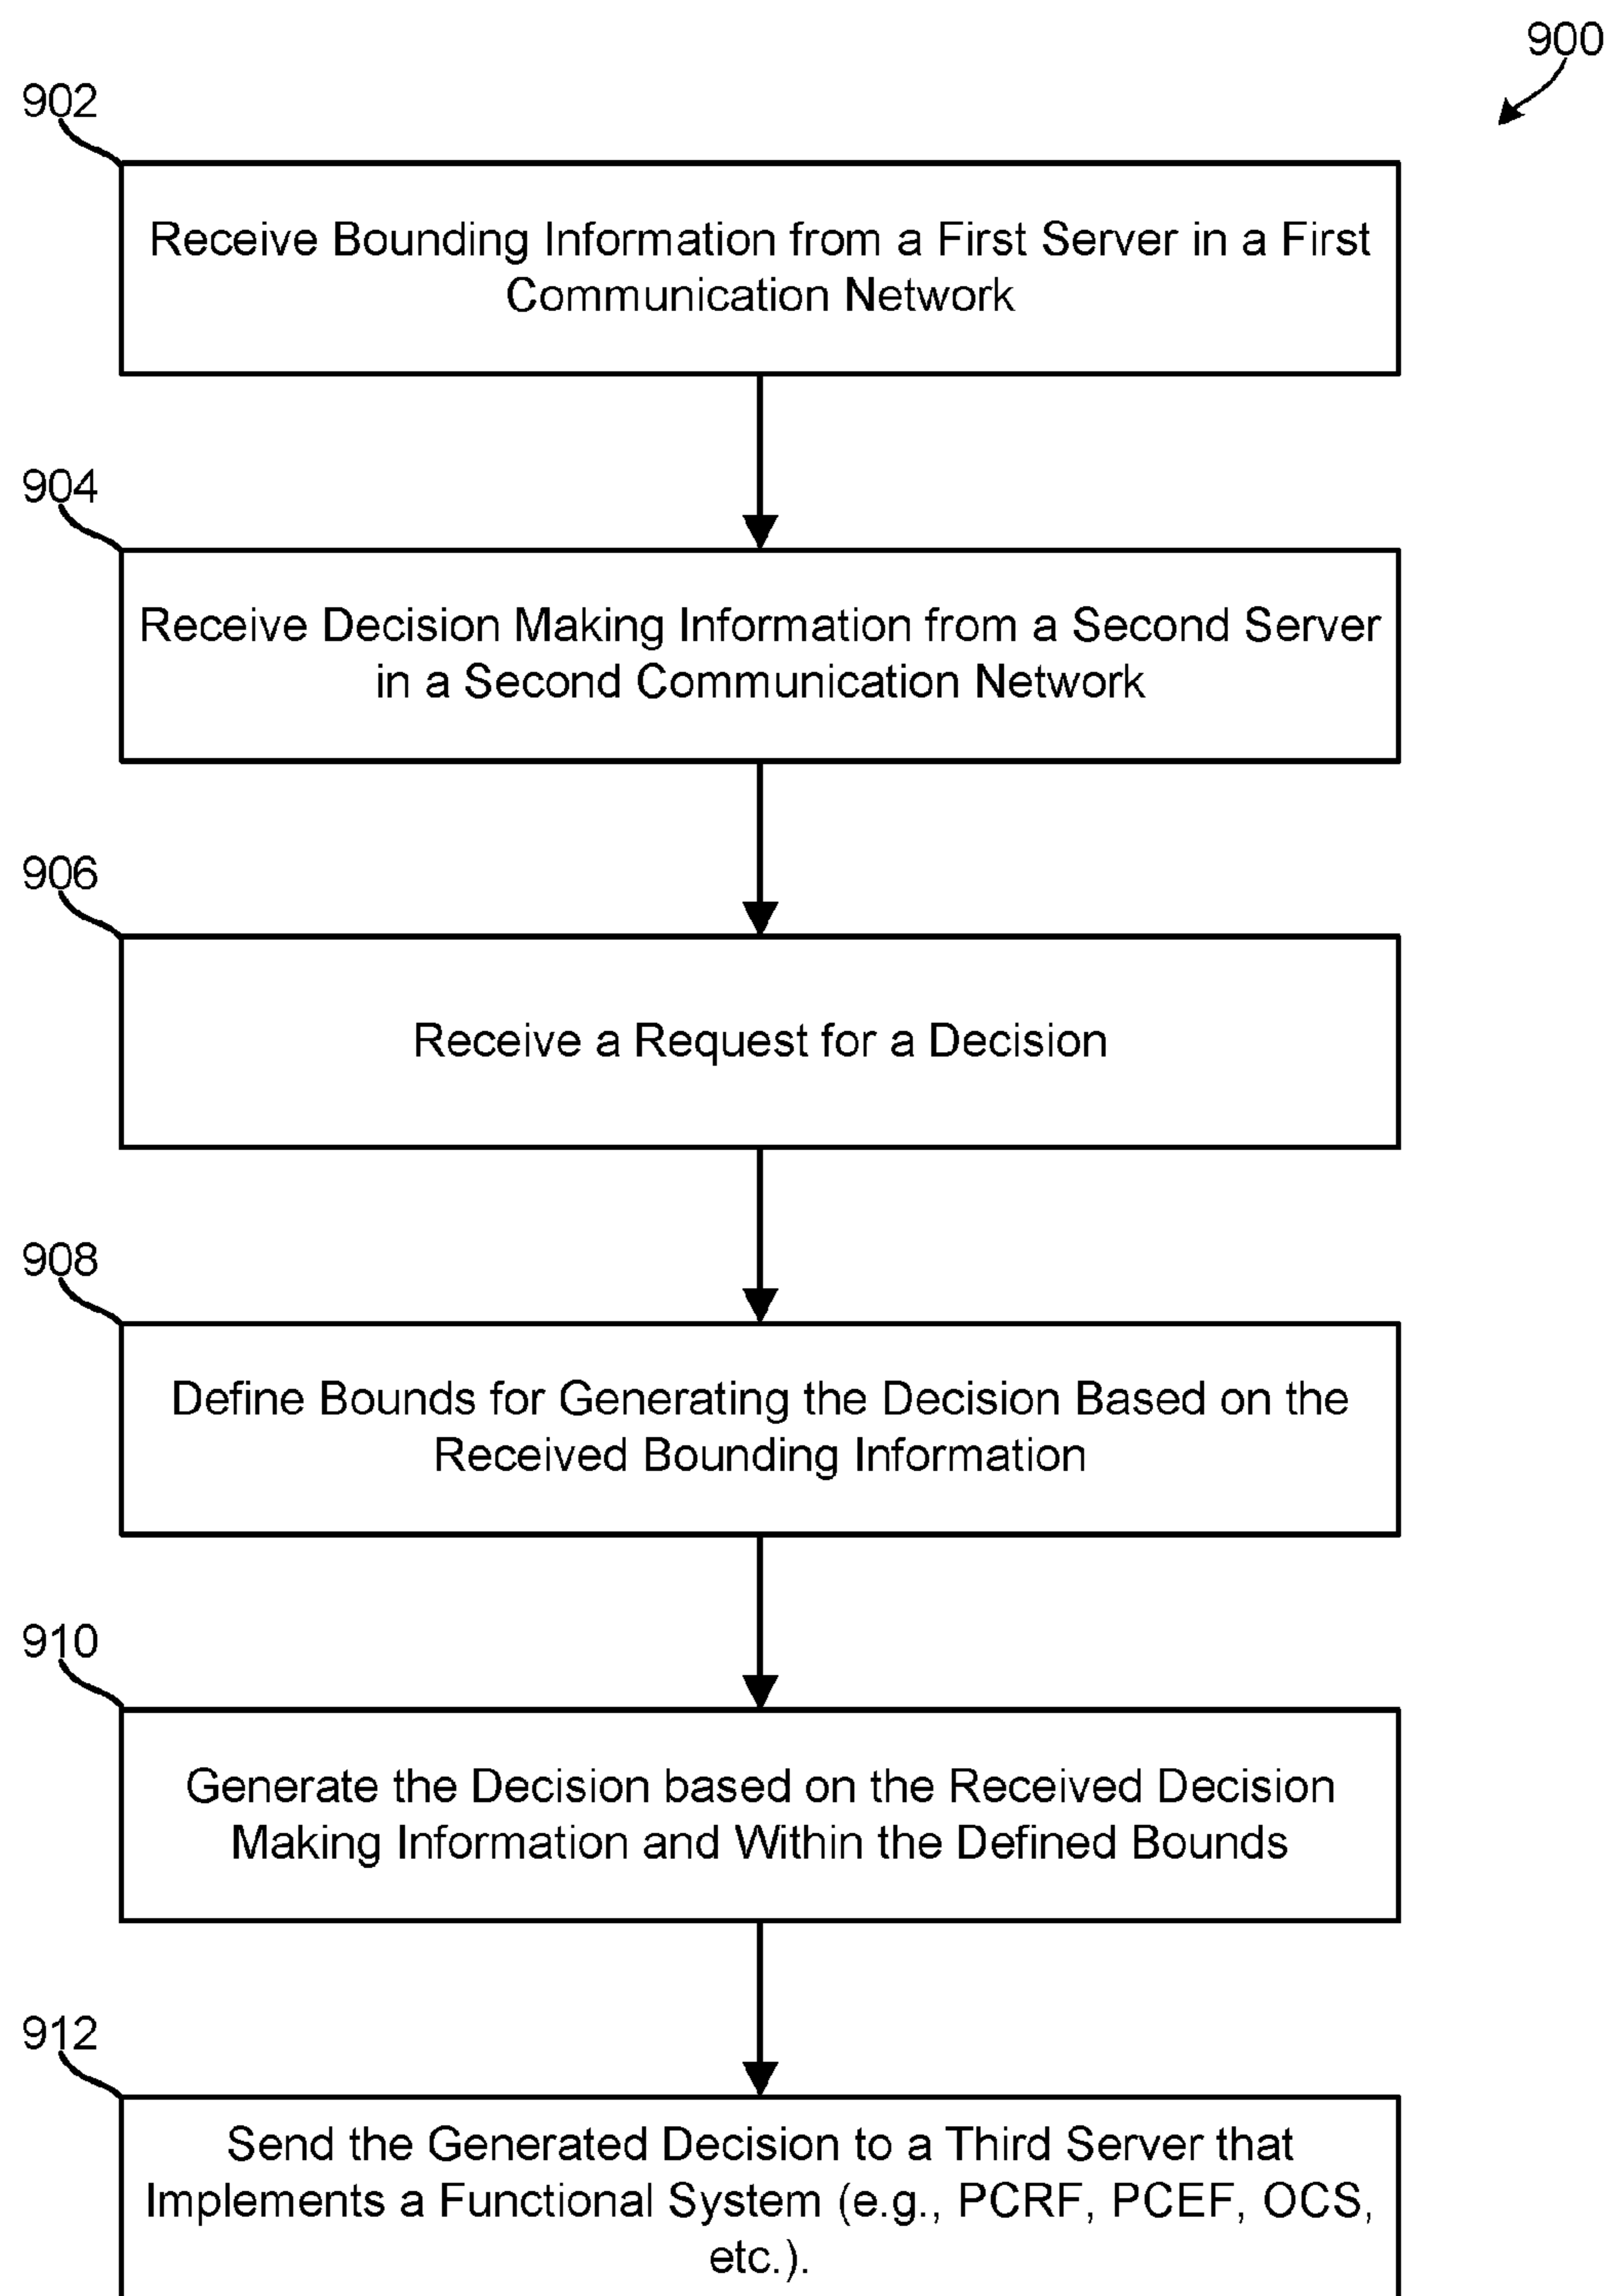 900
902
Receive Bounding Information from a First Server in a First
Communication Network
904
Receive Decision Making Information from a Second Server
in a Second Communication Network
906
Receive a Request for a Decision
908
Define Bounds for Generating the Decision Based on the
Received Bounding Information
910
Generate the Decision based on the Received Decision
Making Information and Within the Defined Bounds
912
Send the Generated Decision to a Third Server that
Implements a Functional System (e.g., PCRF, PCEF, OCS,
etc.).